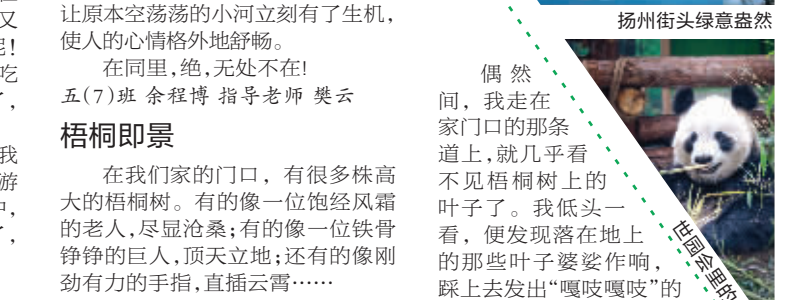 又
呢!
吃
,
我
游
中,
,
让原本空荡荡的小河立刻有了生机,
使人的心情格外地舒畅。
在同里,绝,无处不在!
五(7)班 余程博 指导老师 樊云
梧桐即景
在我们家的门口,有很多株高
大的梧桐树。有的像一位饱经风霜
的老人,尽显沧桑;有的像一位铁骨
铮铮的巨人,顶天立地;还有的像刚
劲有力的手指,直插云霄……
扬州街头绿意盎然
偶然
间,我走在
家门口的那条
道上,就几乎看
不见梧桐树上的
叶子了。我低头一
看,便发现落在地上
的那些叶子婆娑作响,
踩上去发出“嘎吱嘎吱”的
世园会里的